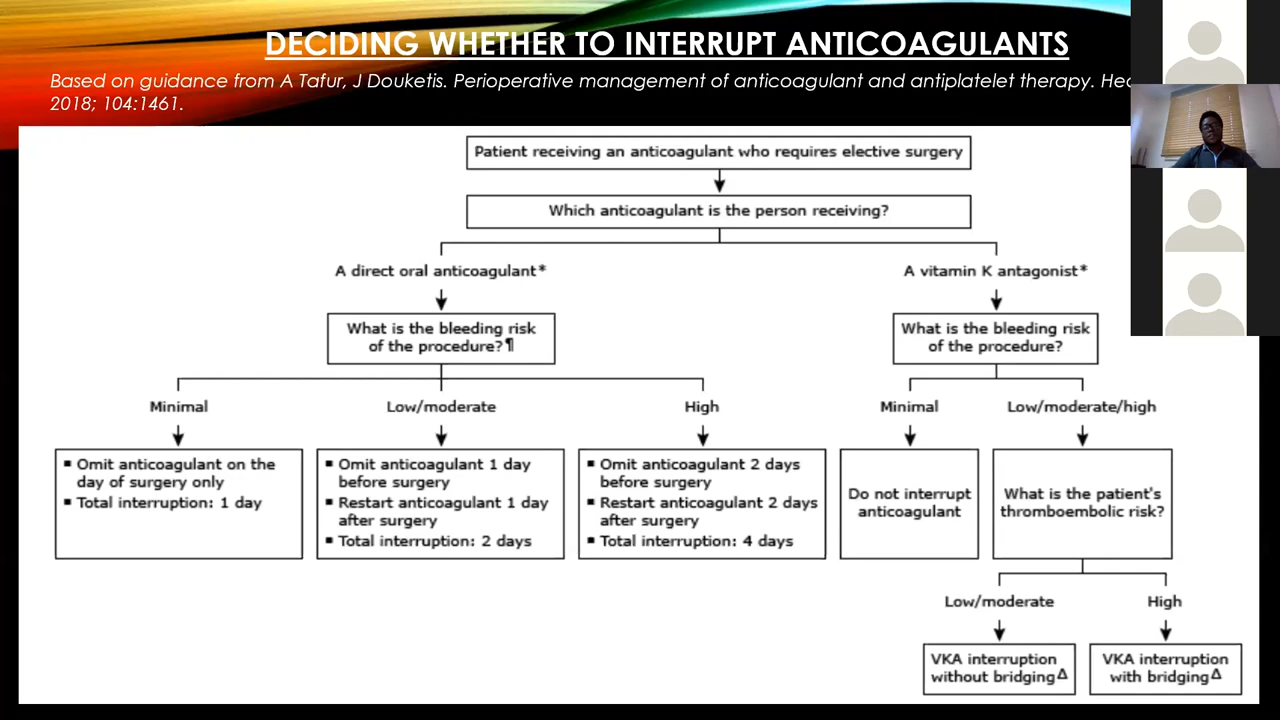 DECIDING WHETHER TO INTERRUPT ANTICOAGULANTS
Based on guidance from A Tafur, J Douketis. Perioperative management of anticoagulant and antiplatelet therapy.
2018; 104:1461.
Patient receiving an anticoagulant who requires elective surgery
Which anticoagulant is the person receiving?
A direct oral anticoagulant*
A vitamin K antagonist*
What is the bleeding risk
of the procedure?¶
What is the bleeding risk
of the procedure?
Minimal
Low/moderate
High
Minimal
Low/moderate/high
▪ Omit anticoagulant on the
day of surgery only
▪ Total interruption: 1 day
▪ Omit anticoagulant 1 day
before surgery
▪ Restart anticoagulant 1 day
after surgery
▪ Total interruption: 2 days
▪ Omit anticoagulant 2 days
before surgery
▪ Restart anticoagulant 2 days
after surgery
▪ Total interruption: 4 days
Do not interrupt
anticoagulant
What is the patient's
thromboembolic risk?
Low/moderate
High
VKA interruption
without bridgingΔ
VKA interruption
with bridgingΔ